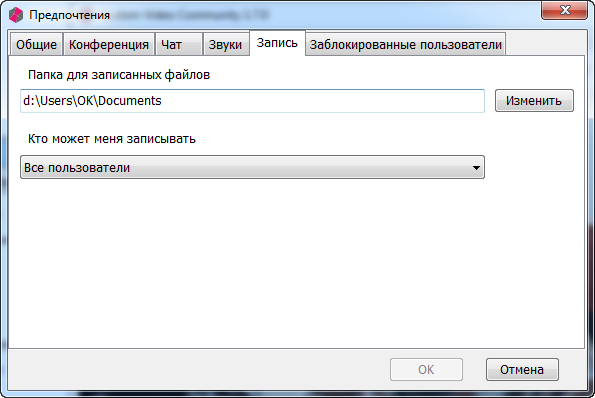 Предпочтения
Общие Конференция Чат Звуки Запись Заблокированные пользователи
Папка для записанных файлов
d:\Users\OK\Documents Изменить
Кто может меня записывать
Все пользователи
OK Отмена